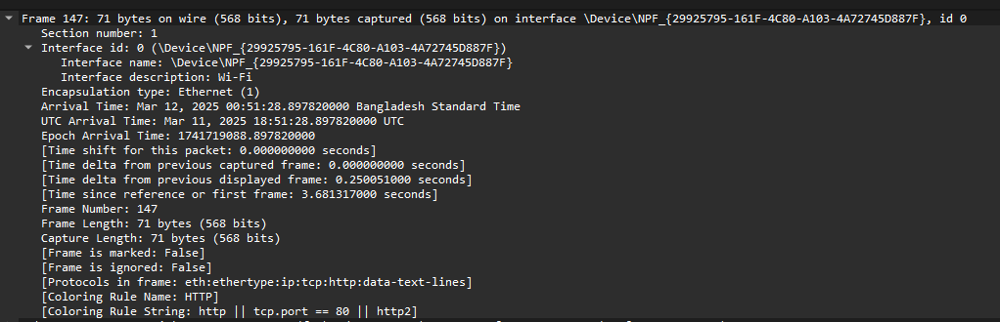 Frame 147: 71 bytes on wire (568 bits), 71 bytes captured (568 bits) on interface \Device\NPF_{29925795-161F-4C80-A103-4A72745D887F}, id 0
Section number: 1
Interface id: 0 (\Device\NPF_{29925795-161F-4C80-A103-4A72745D887F})
Interface name: \Device\NPF_{29925795-161F-4C80-A103-4A72745D887F}
Interface description: Wi-Fi
Encapsulation type: Ethernet (1)
Arrival Time: Mar 12, 2025 00:51:28.897820000 Bangladesh Standard Time
UTC Arrival Time: Mar 11, 2025 18:51:28.897820000 UTC
Epoch Arrival Time: 1741719088.897820000
[Time shift for this packet: 0.000000000 seconds]
[Time delta from previous captured frame: 0.000000000 seconds]
[Time delta from previous displayed frame: 0.250051000 seconds]
[Time since reference or first frame: 3.681317000 seconds]
Frame Number: 147
Frame Length: 71 bytes (568 bits)
Capture Length: 71 bytes (568 bits)
[Frame is marked: False]
[Frame is ignored: False]
[Protocols in frame: eth:ethertype:ip:tcp:http:data-text-lines]
[Coloring Rule Name: HTTP]
[Coloring Rule String: http || tcp.port == 80 || http2]